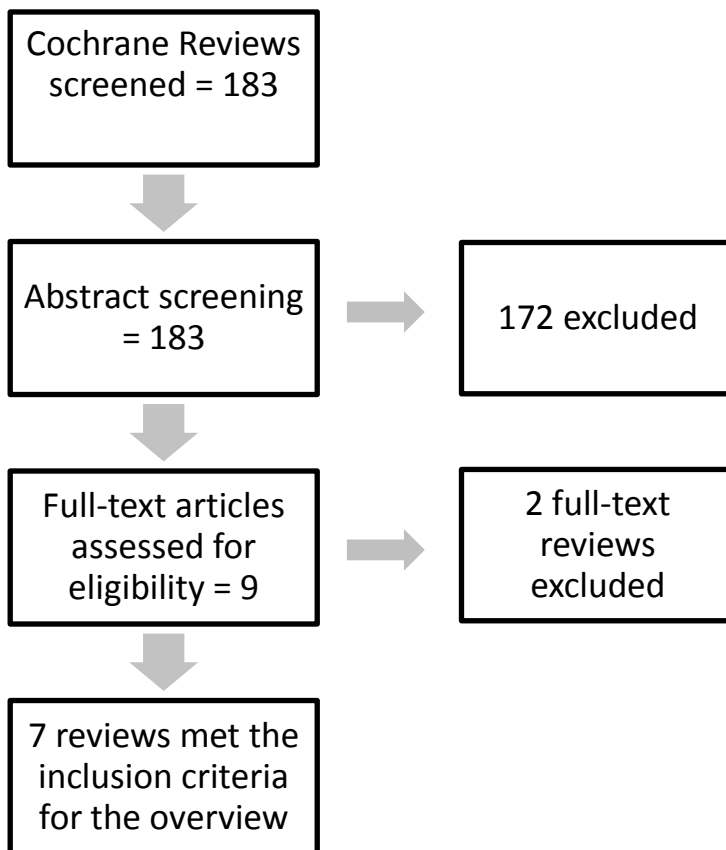 Cochrane Reviews
screened = 183
Abstract screening
= 183
172 excluded
Full-text articles
assessed for
eligibility = 9
2 full-text
reviews
excluded
7 reviews met the
inclusion criteria
for the overview